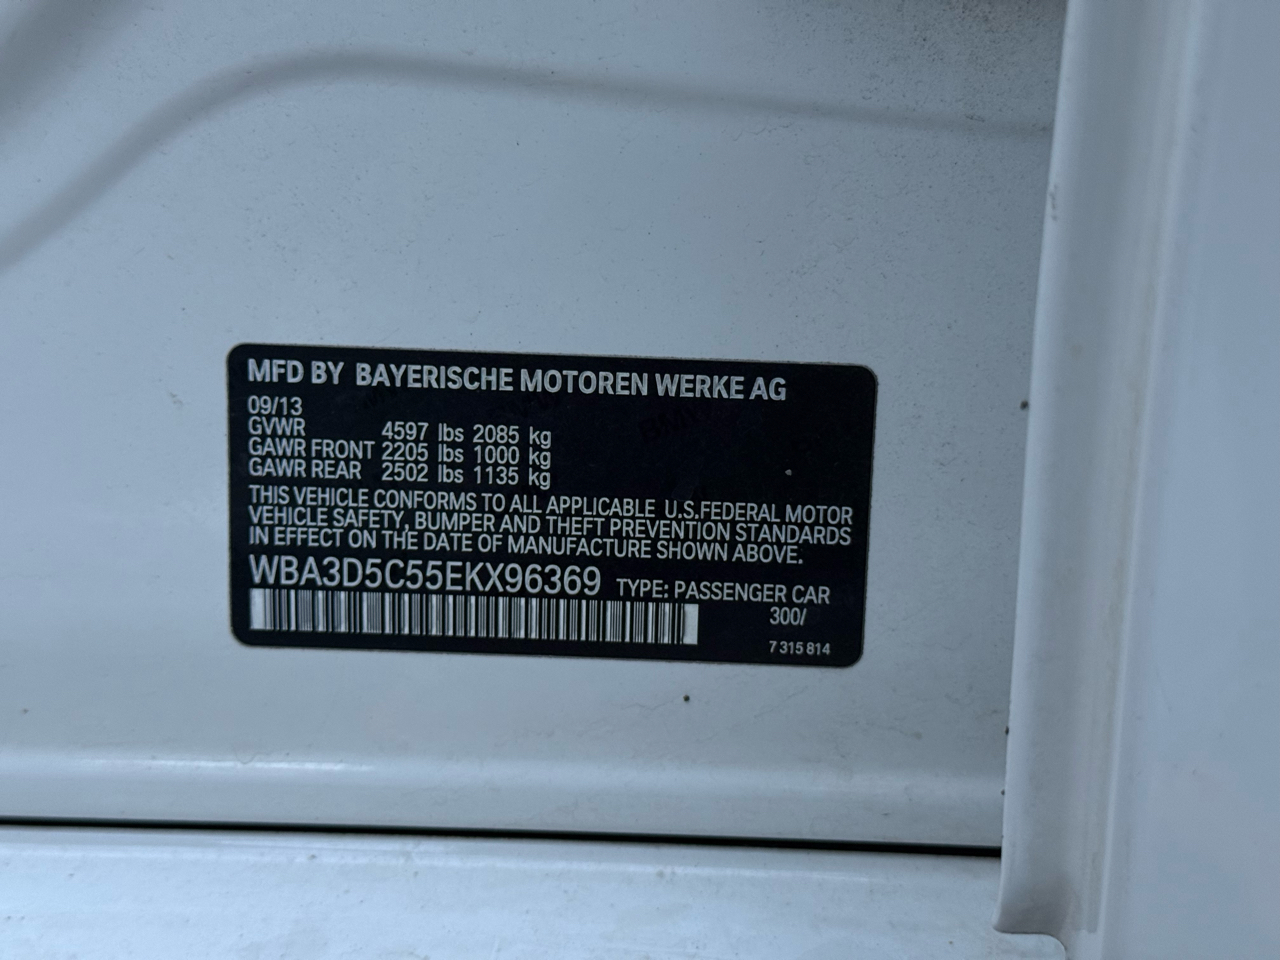 MFD BY BAYERISCHE MOTOREN WERKE AG
09/13
GVWR 4597 lbs 2085 kg
GAWR FRONT 2205 lbs 1000 kg
GAWR REAR 2502 lbs 1135 kg
THIS VEHICLE CONFORMS TO ALL APPLICABLE U.S.FEDERAL MOTOR
VEHICLE SAFETY, BUMPER AND THEFT PREVENTION STANDARDS
IN EFFECT ON THE DATE OF MANUFACTURE SHOWN ABOVE.
WBA3D5C55EKX96369 TYPE: PASSENGER CAR
300/
7 315 814